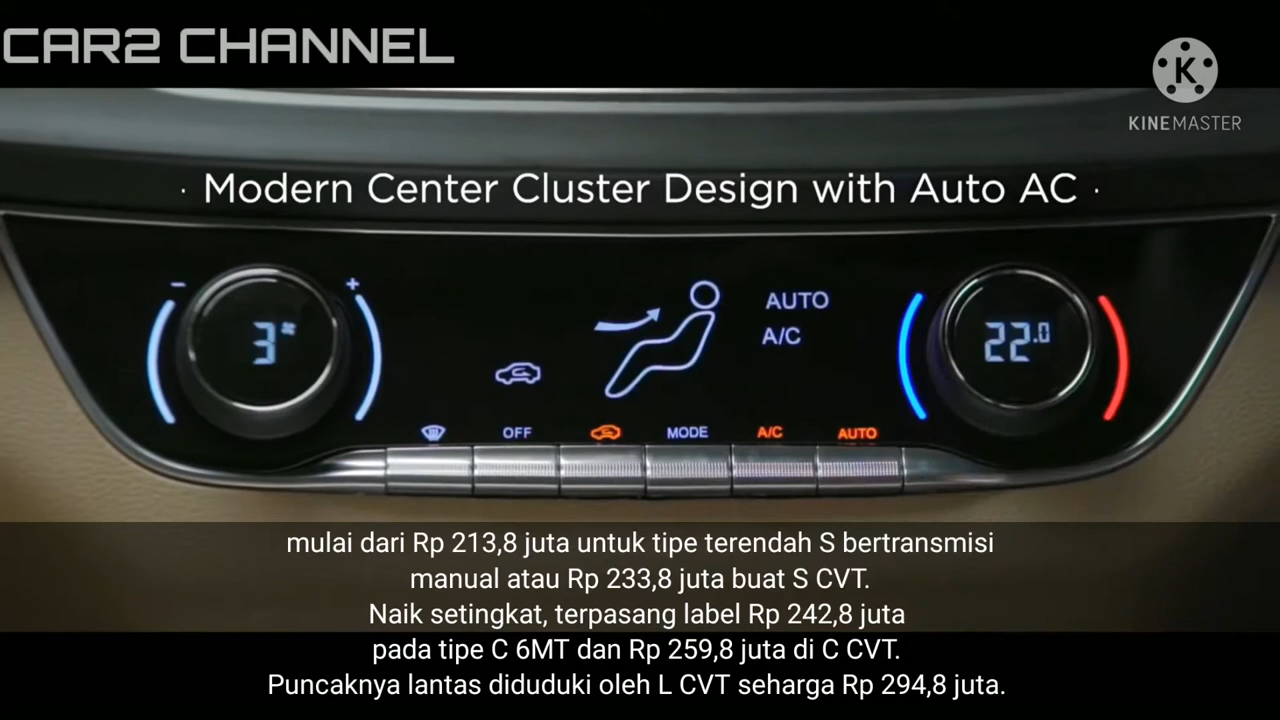 CAR2 CHANNEL
K
KINEMASTER
· Modern Center Cluster Design with Auto AC ·
- +
AUTO
A/C
3
22.0
OFF MODE A/C AUTO
mulai dari Rp 213,8 juta untuk tipe terendah S bertransmisi
manual atau Rp 233,8 juta buat S CVT.
Naik setingkat, terpasang label Rp 242,8 juta
pada tipe C 6MT dan Rp 259,8 juta di C CVT.
Puncaknya lantas diduduki oleh L CVT seharga Rp 294,8 juta.